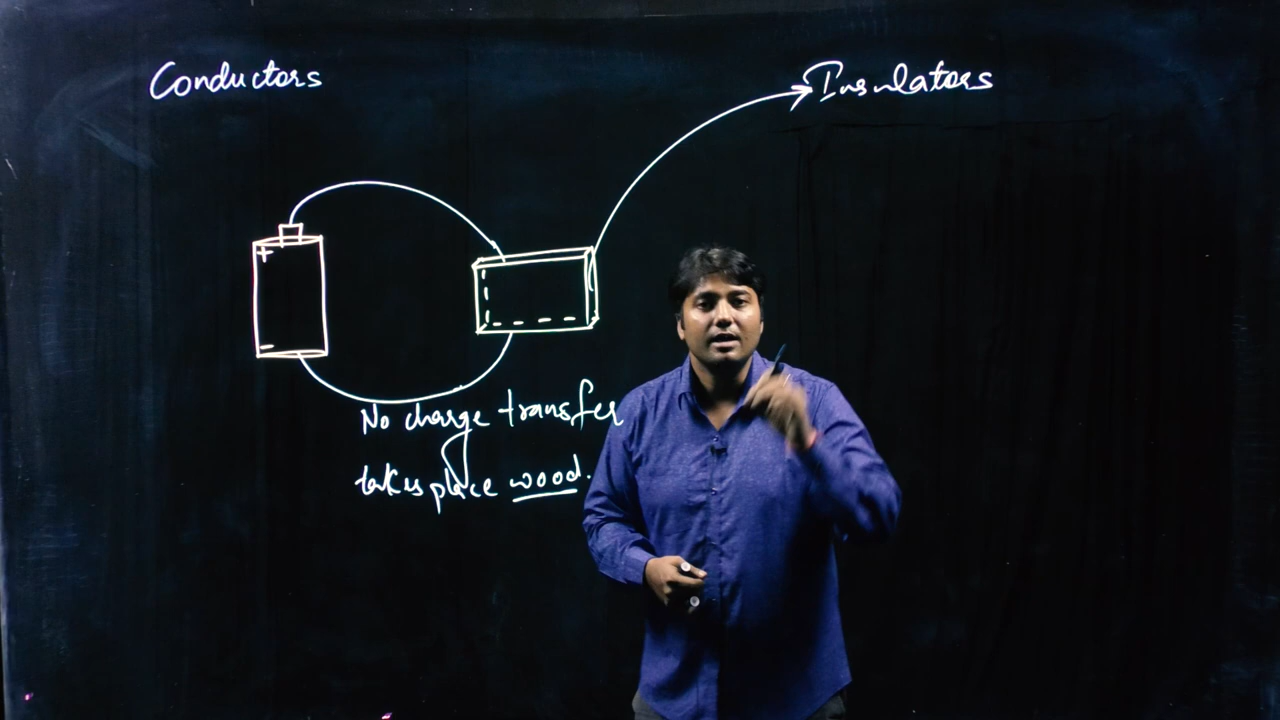 Conductors
Insulators
+
-
No charge transfer
takes place wood.